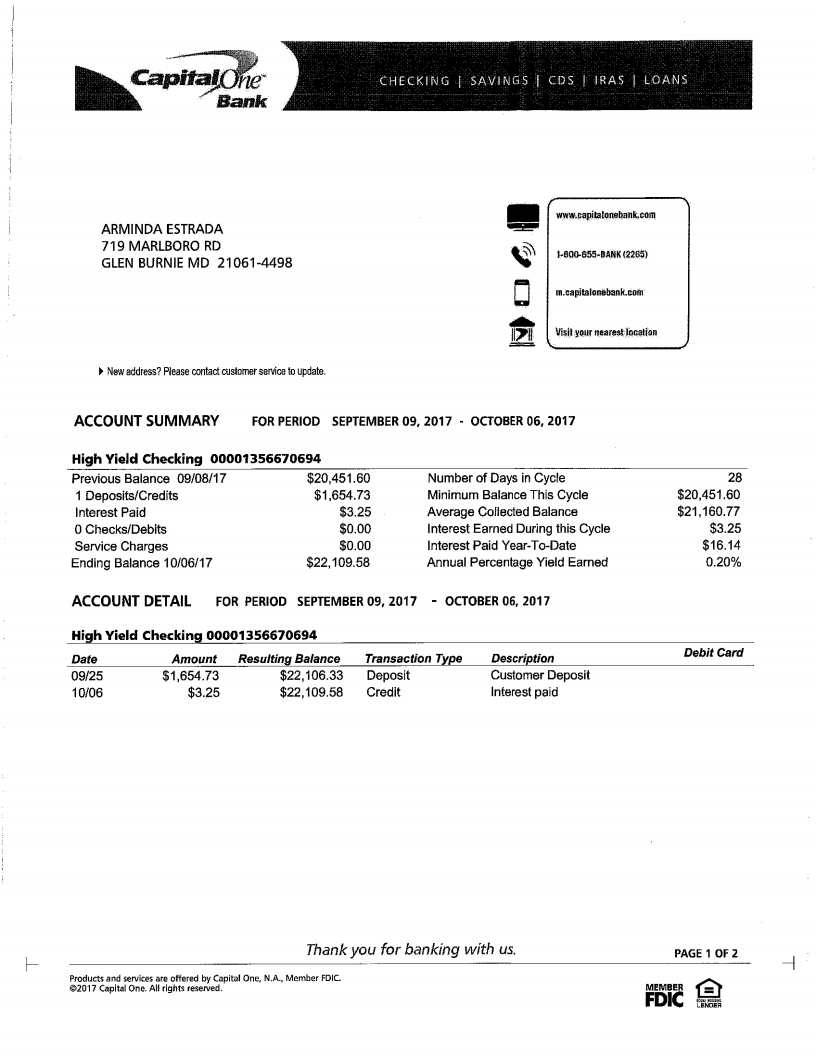 CapitalOne Bank
CHECKING | SAVINGS | CDS | IRAS | LOANS
ARMINDA ESTRADA
719 MARLBORO RD
GLEN BURNIE MD 21061-4498
www.capitalonebank.com
1-800-655-BANK (2265)
m.capitalonebank.com
Visit your nearest location
New address? Please contact customer service to update.
ACCOUNT SUMMARY FOR PERIOD SEPTEMBER 09, 2017 - OCTOBER 06, 2017
High Yield Checking 00001356670694
Previous Balance 09/08/17 $20,451.60 Number of Days in Cycle 28
1 Deposits/Credits $1,654.73 Minimum Balance This Cycle $20,451.60
Interest Paid $3.25 Average Collected Balance $21,160.77
0 Checks/Debits $0.00 Interest Earned During this Cycle $3.25
Service Charges $0.00 Interest Paid Year-To-Date $16.14
Ending Balance 10/06/17 $22,109.58 Annual Percentage Yield Earned 0.20%
ACCOUNT DETAIL FOR PERIOD SEPTEMBER 09, 2017 - OCTOBER 06, 2017
High Yield Checking 00001356670694
Date Amount Resulting Balance Transaction Type Description Debit Card
09/25 $1,654.73 $22,106.33 Deposit Customer Deposit
10/06 $3.25 $22,109.58 Credit Interest paid
Thank you for banking with us.
PAGE 1 OF 2
Products and services are offered by Capital One, N.A., Member FDIC.
©2017 Capital One. All rights reserved.
MEMBER
FDIC
EQUAL HOUSING
LENDER